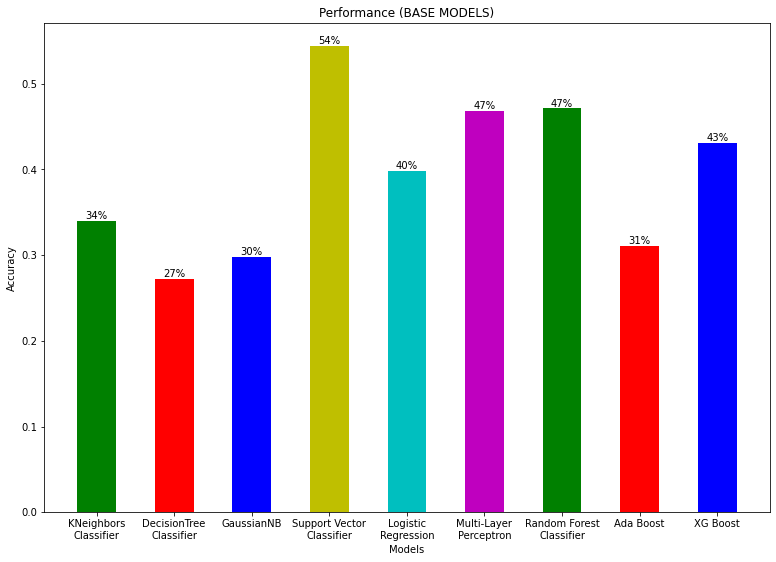 Performance (BASE MODELS)
54%
47%
47%
43%
40%
34%
31%
30%
27%
0.5
0.4
0.3
0.2
0.1
0.0
Accuracy
KNeighbors
Classifier
DecisionTree
Classifier
GaussianNB
Support Vector
Classifier
Logistic
Regression
Multi-Layer
Perceptron
Random Forest
Classifier
Ada Boost
XG Boost
Models